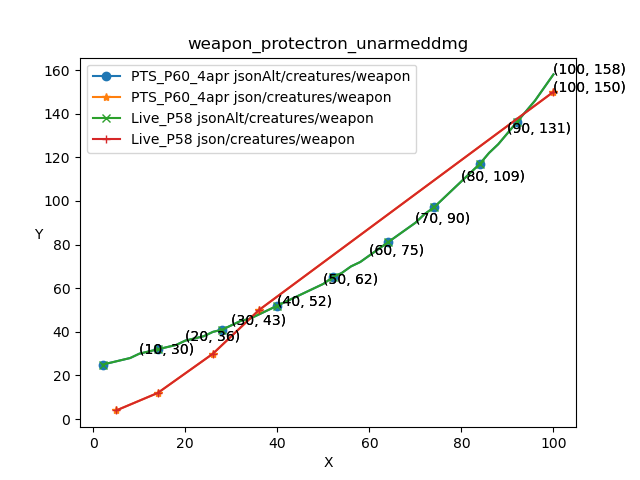 weapon_protectron_unarmeddmg
PTS_P60_4apr jsonAlt/creatures/weapon
PTS_P60_4apr json/creatures/weapon
Live_P58 jsonAlt/creatures/weapon
Live_P58 json/creatures/weapon
(100, 158)
(100, 150)
(90, 131)
(80, 109)
(70, 90)
(60, 75)
(50, 62)
(40, 52)
(30, 43)
(20, 36)
(10, 30)
160
140
120
100
80
60
40
20
0
Y
0 20 40 60 80 100
X